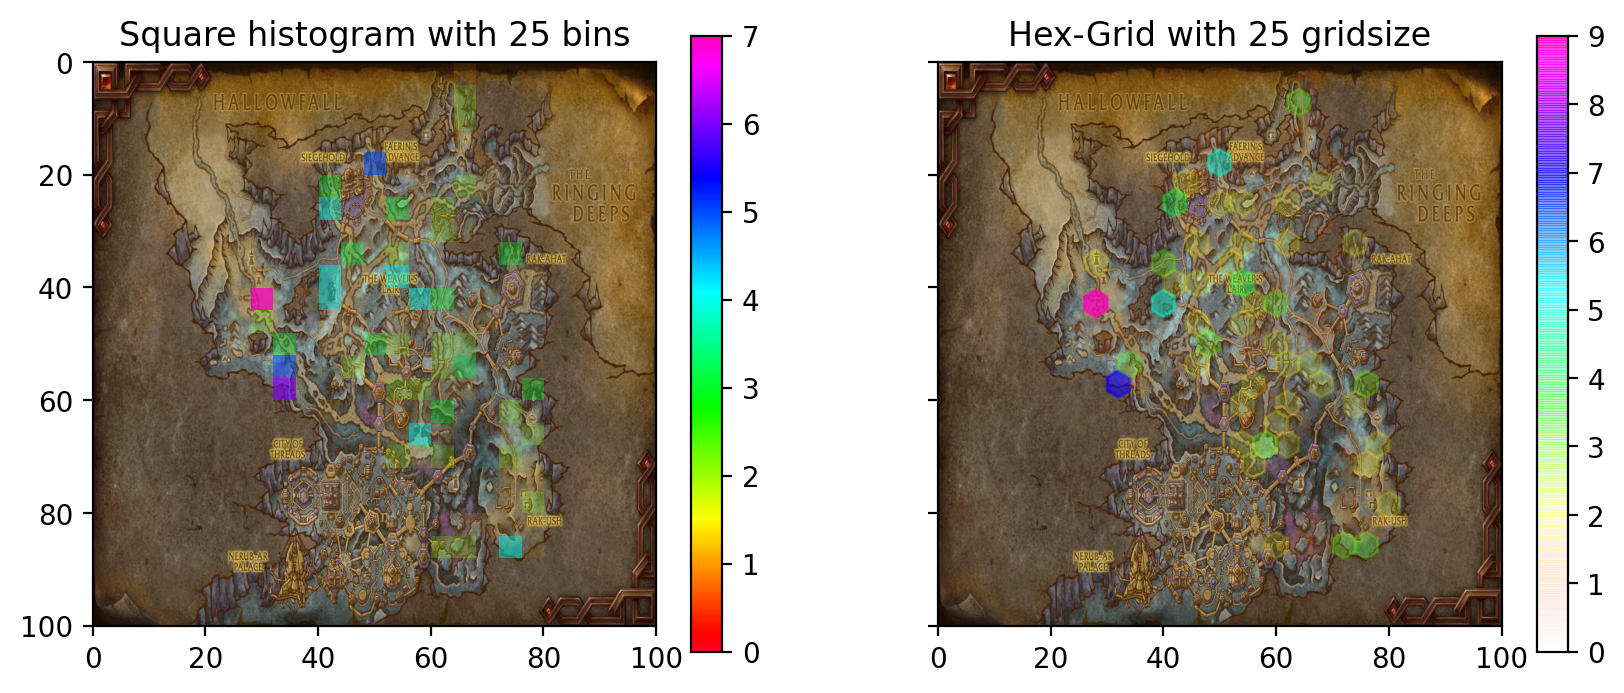 Square histogram with 25 bins
HALLOWFALL
SIEGEHOLD
FAERIN'S
ADVANCE
THE
RINGING
DEEPS
RAK-AHAT
THE WEAVER'S
LAIR
CITY OF
THREADS
RAK-USH
NERUB-AR
PALACE
0
20
40
60
80
100
0 20 40 60 80 100
7
6
5
4
3
2
1
0
Hex-Grid with 25 gridsize
HALLOWFALL
SIEGEHOLD
FAERIN'S
ADVANCE
THE
RINGING
DEEPS
RAK-AHAT
THE WEAVER'S
LAIR
CITY OF
THREADS
RAK-USH
NERUB-AR
PALACE
0 20 40 60 80 100
9
8
7
6
5
4
3
2
1
0